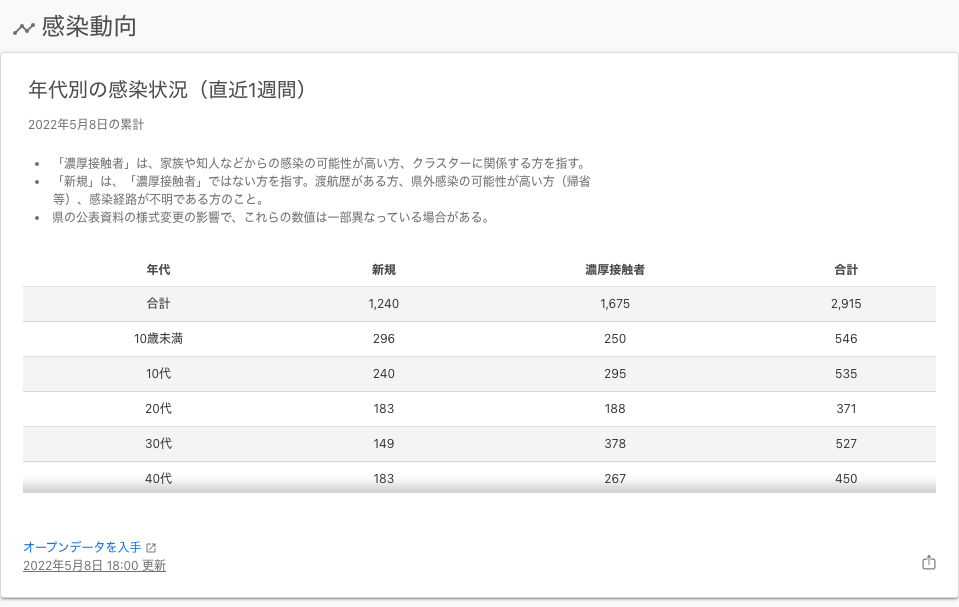 感染動向
年代別の感染状況（直近1週間）
2022年5月8日の累計
• 「濃厚接触者」は、家族や知人などからの感染の可能性が高い方、クラスターに関係する方を指す。
• 「新規」は、「濃厚接触者」ではない方を指す。渡航歴がある方、県外感染の可能性が高い方（帰省
等）、感染経路が不明である方のこと。
• 県の公表資料の様式変更の影響で、これらの数値は一部異なっている場合がある。
年代 新規 濃厚接触者 合計
合計 1,240 1,675 2,915
10歳未満 296 250 546
10代 240 295 535
20代 183 188 371
30代 149 378 527
40代 183 267 450
オープンデータを入手
2022年5月8日 18:00 更新